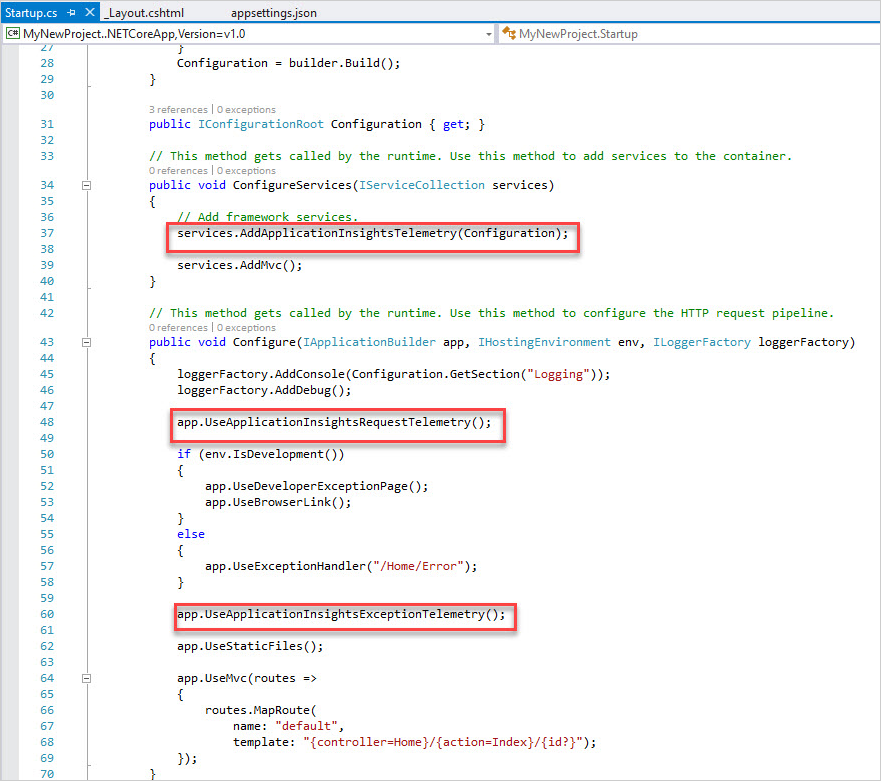 Startup.cs _Layout.cshtml appsettings.json
C# MyNewProject..NETCoreApp,Version=v1.0 MyNewProject.Startup
27 }
28 Configuration = builder.Build();
29 }
30
3 references | 0 exceptions
31 public IConfigurationRoot Configuration { get; }
32
33 // This method gets called by the runtime. Use this method to add services to the container.
0 references | 0 exceptions
34 public void ConfigureServices(IServiceCollection services)
35 {
36 // Add framework services.
37 services.AddApplicationInsightsTelemetry(Configuration);
38
39 services.AddMvc();
40 }
41
42 // This method gets called by the runtime. Use this method to configure the HTTP request pipeline.
0 references | 0 exceptions
43 public void Configure(IApplicationBuilder app, IHostingEnvironment env, ILoggerFactory loggerFactory)
44 {
45 loggerFactory.AddConsole(Configuration.GetSection("Logging"));
46 loggerFactory.AddDebug();
47
48 app.UseApplicationInsightsRequestTelemetry();
49
50 if (env.IsDevelopment())
51 {
52 app.UseDeveloperExceptionPage();
53 app.UseBrowserLink();
54 }
55 else
56 {
57 app.UseExceptionHandler("/Home/Error");
58 }
59
60 app.UseApplicationInsightsExceptionTelemetry();
61
62 app.UseStaticFiles();
63
64 app.UseMvc(routes =>
65 {
66 routes.MapRoute(
67 name: "default",
68 template: "{controller=Home}/{action=Index}/{id?}");
69 });
70 }